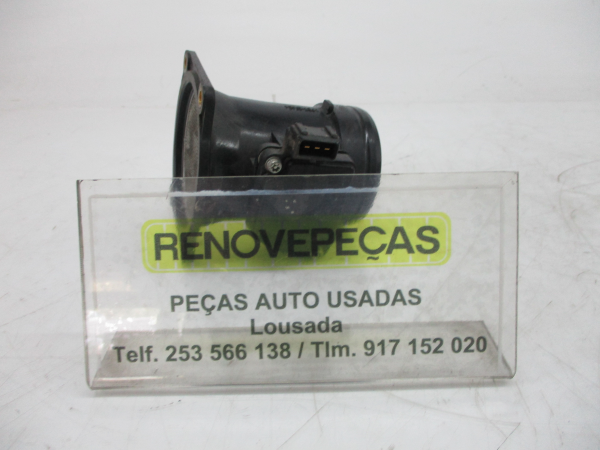 RENOVEPEÇAS
PEÇAS AUTO USADAS
Lousada
Telf. 253 566 138 / Tlm. 917 152 020